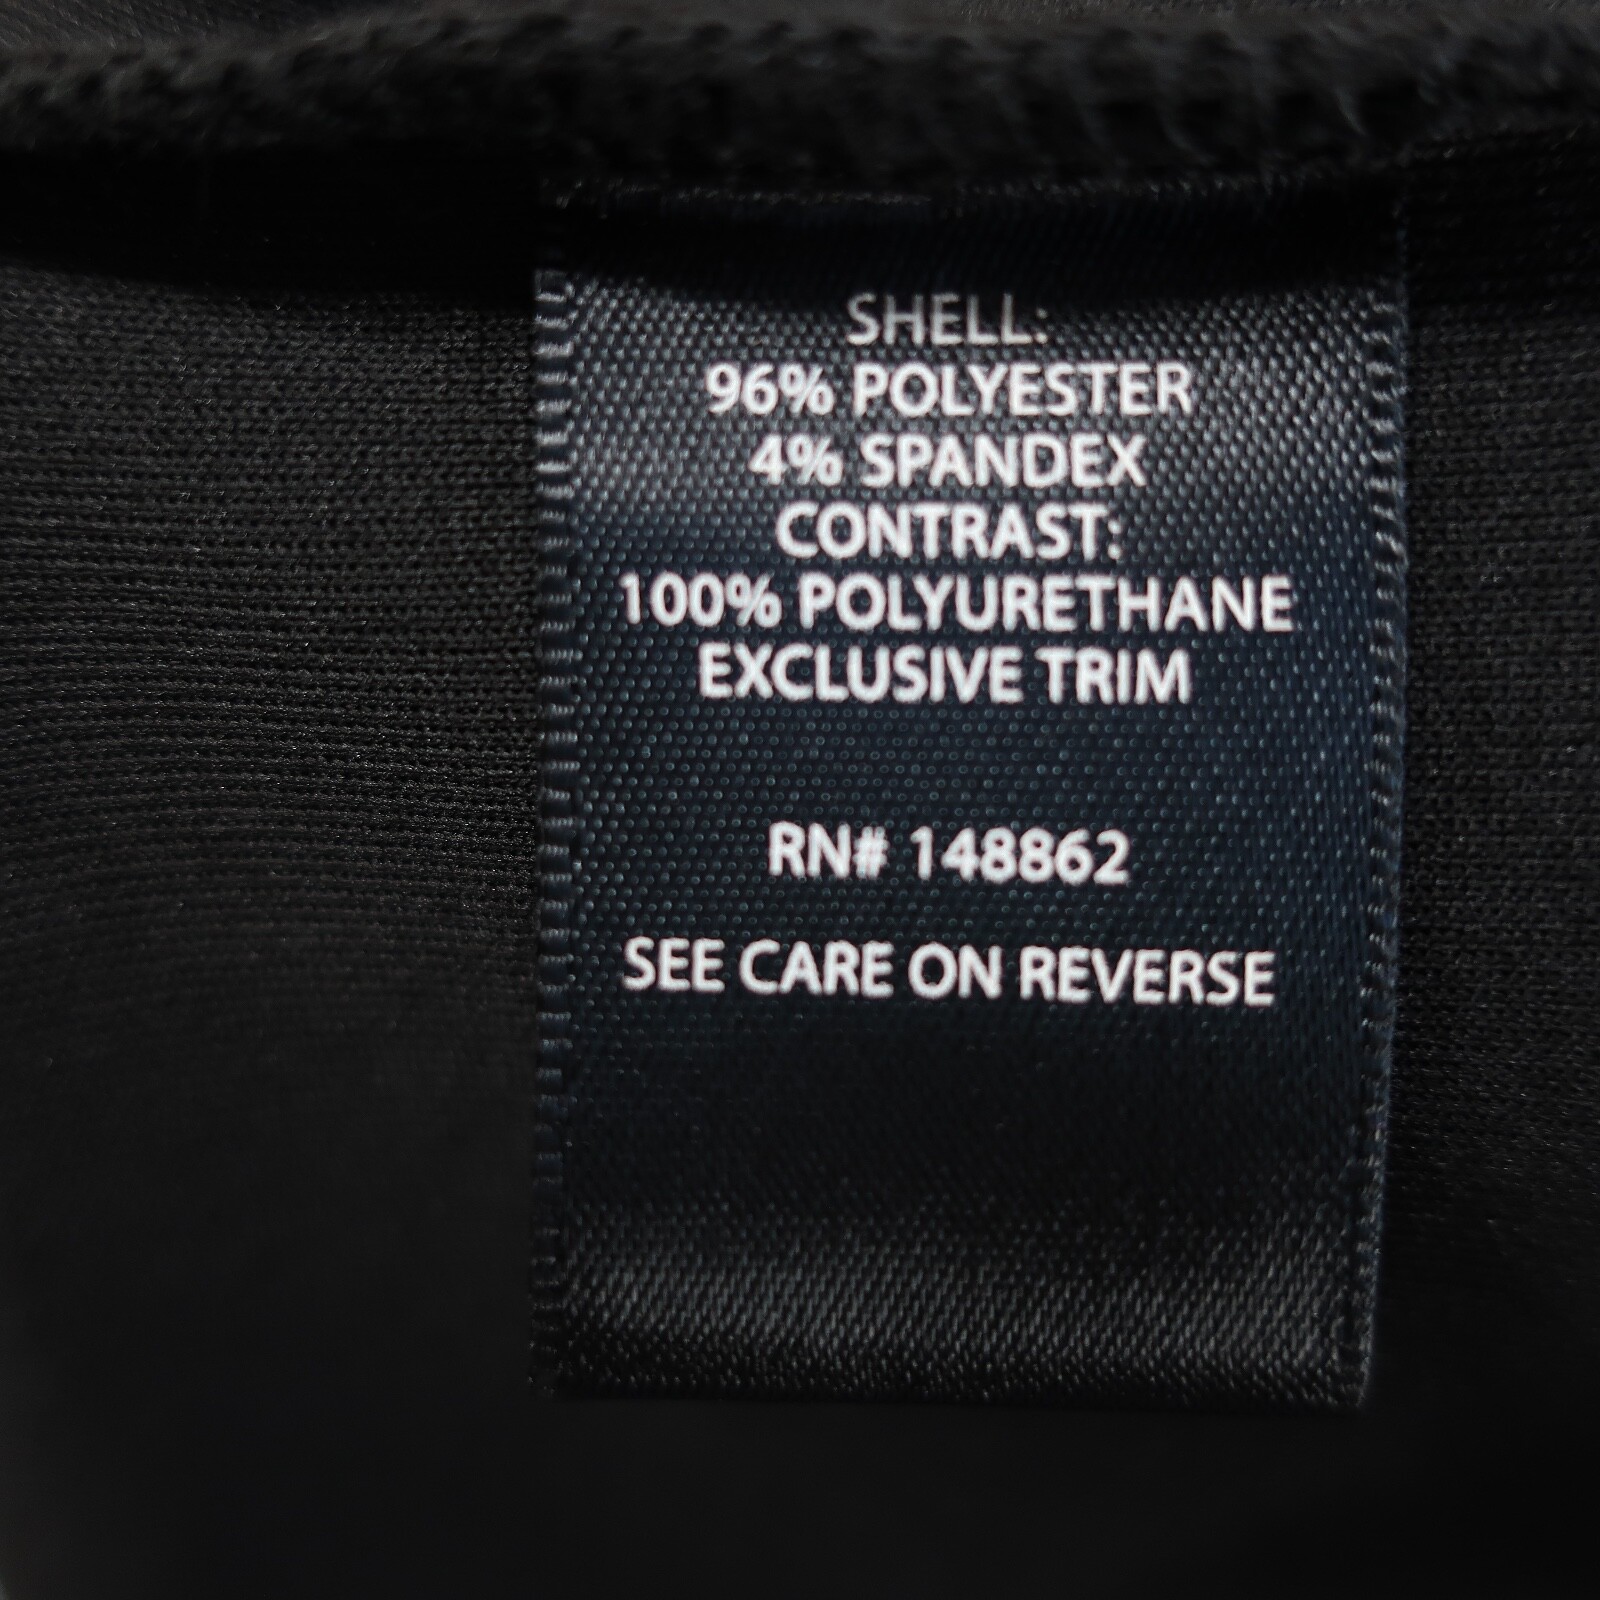 SHELL:
96% POLYESTER
4% SPANDEX
CONTRAST:
100% POLYURETHANE
EXCLUSIVE TRIM
RN# 148862
SEE CARE ON REVERSE